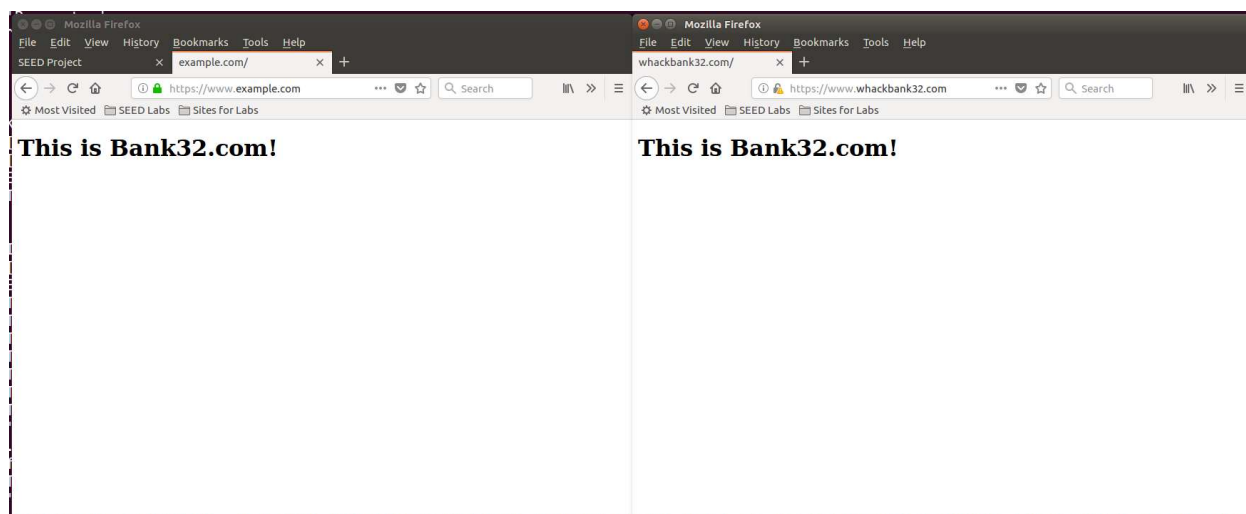 Mozilla Firefox
File Edit View History Bookmarks Tools Help
SEED Project × example.com/ × +
https://www.example.com ••• Search
Most Visited SEED Labs Sites for Labs
This is Bank32.com!
Mozilla Firefox
File Edit View History Bookmarks Tools Help
whackbank32.com/ × +
https://www.whackbank32.com ••• Search
Most Visited SEED Labs Sites for Labs
This is Bank32.com!